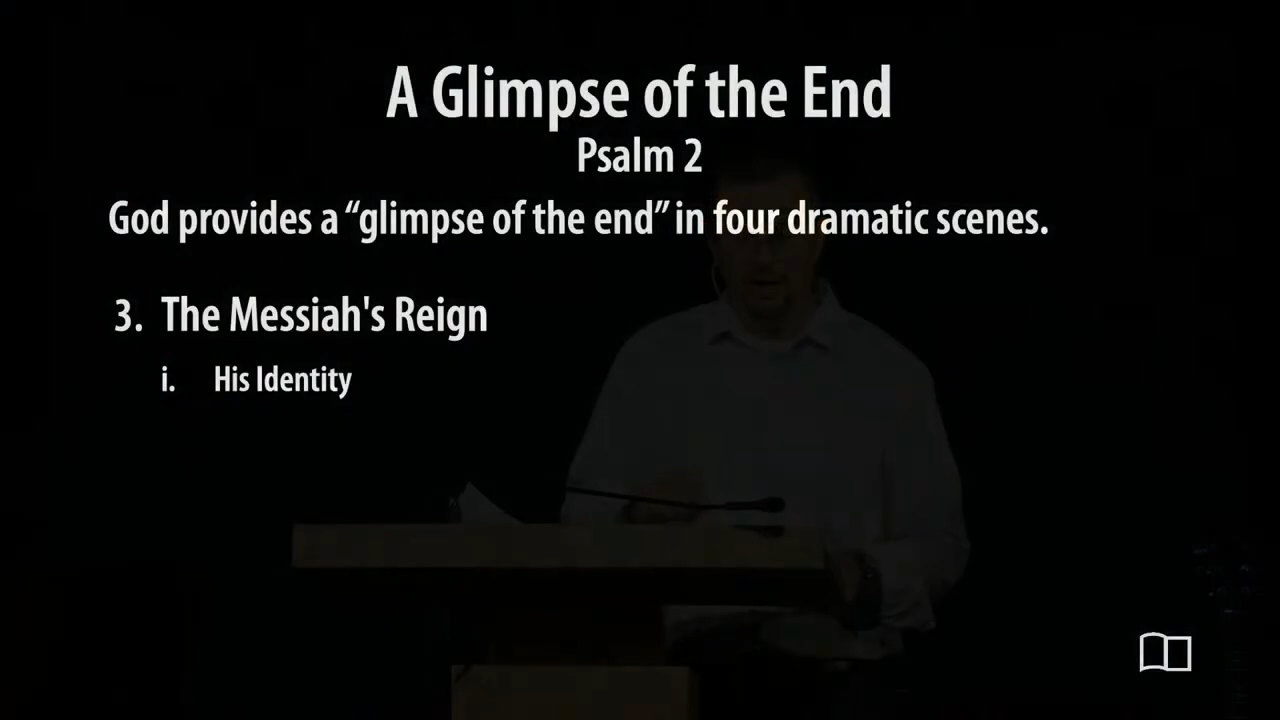 A Glimpse of the End
Psalm 2
God provides a “glimpse of the end” in four dramatic scenes.
3. The Messiah's Reign
i. His Identity